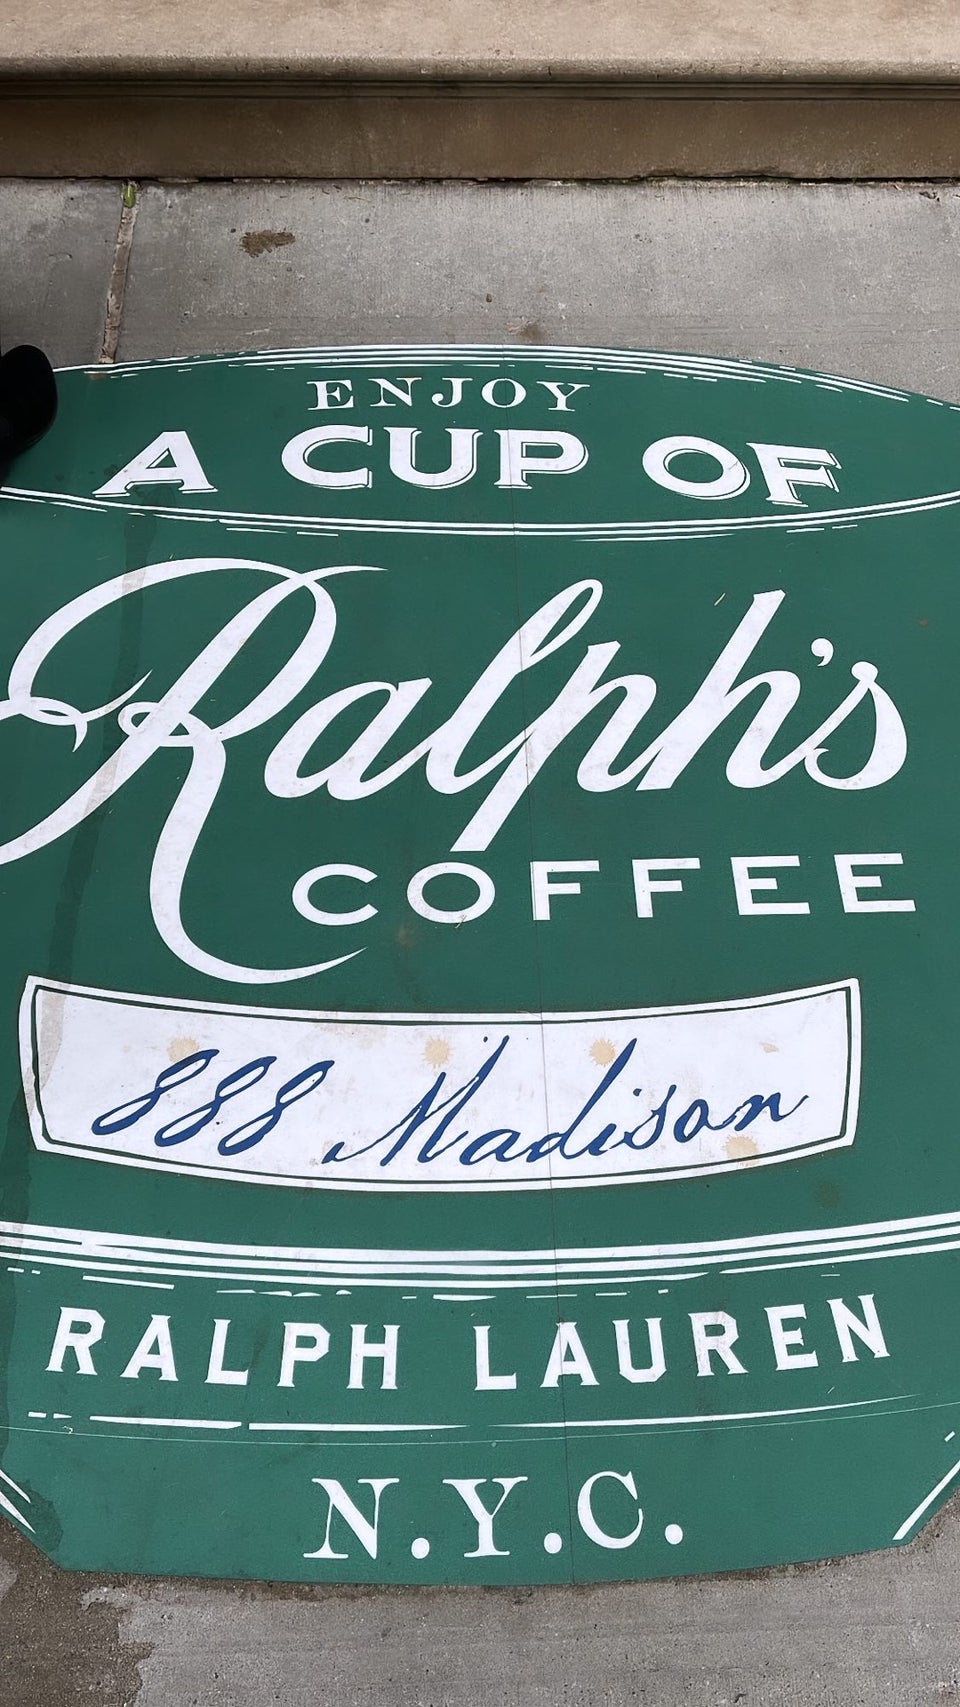 ENJOY
A CUP OF
Ralph's
COFFEE
888 Madison
RALPH LAUREN
N.Y.C.